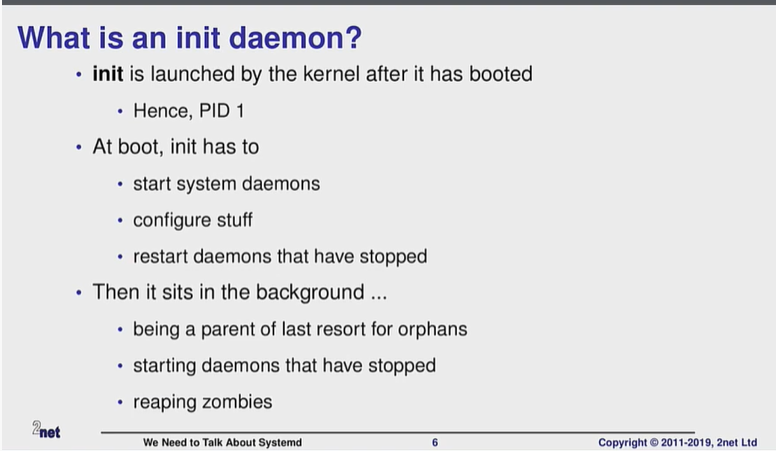 What is an init daemon?
• init is launched by the kernel after it has booted
• Hence, PID 1
• At boot, init has to
• start system daemons
• configure stuff
• restart daemons that have stopped
• Then it sits in the background ...
• being a parent of last resort for orphans
• starting daemons that have stopped
• reaping zombies
2net
We Need to Talk About Systemd 6 Copyright © 2011-2019, 2net Ltd